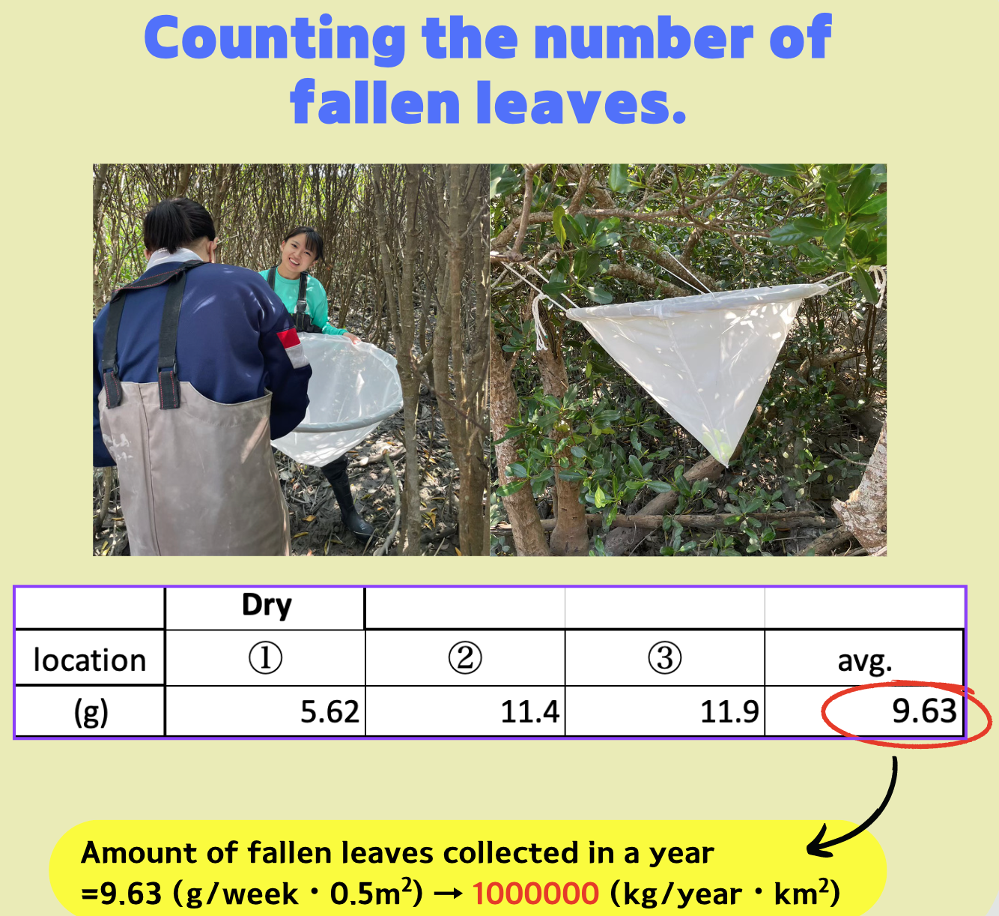 Counting the number of
fallen leaves.
Dry
location ① ② ③ avg.
(g) 5.62 11.4 11.9 9.63
Amount of fallen leaves collected in a year
=9.63 (g/week・0.5m²) → 1000000 (kg/year・km²)